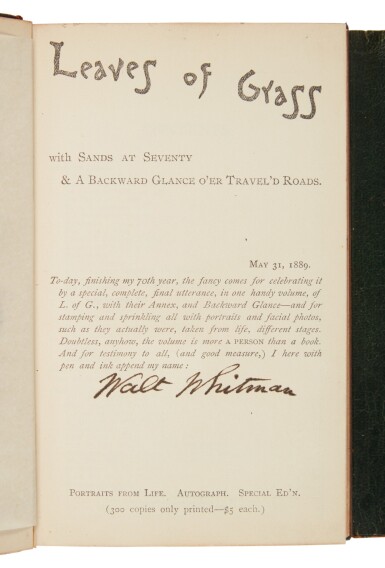 Leaves of Grass
with SANDS AT SEVENTY
& A BACKWARD GLANCE O'ER TRAVEL'D ROADS.
MAY 31, 1889.
To-day, finishing my 70th year, the fancy comes for celebrating it
by a special, complete, final utterance, in one handy volume, of
L. of G., with their Annex, and Backward Glance—and for
stamping and sprinkling all with portraits and facial photos,
such as they actually were, taken from life, different stages.
Doubtless, anyhow, the volume is more A PERSON than a book.
And for testimony to all, (and good measure,) I here with
pen and ink append my name:
Walt Whitman
PORTRAITS FROM LIFE. AUTOGRAPH. SPECIAL ED'N.
(300 copies only printed—$5 each.)